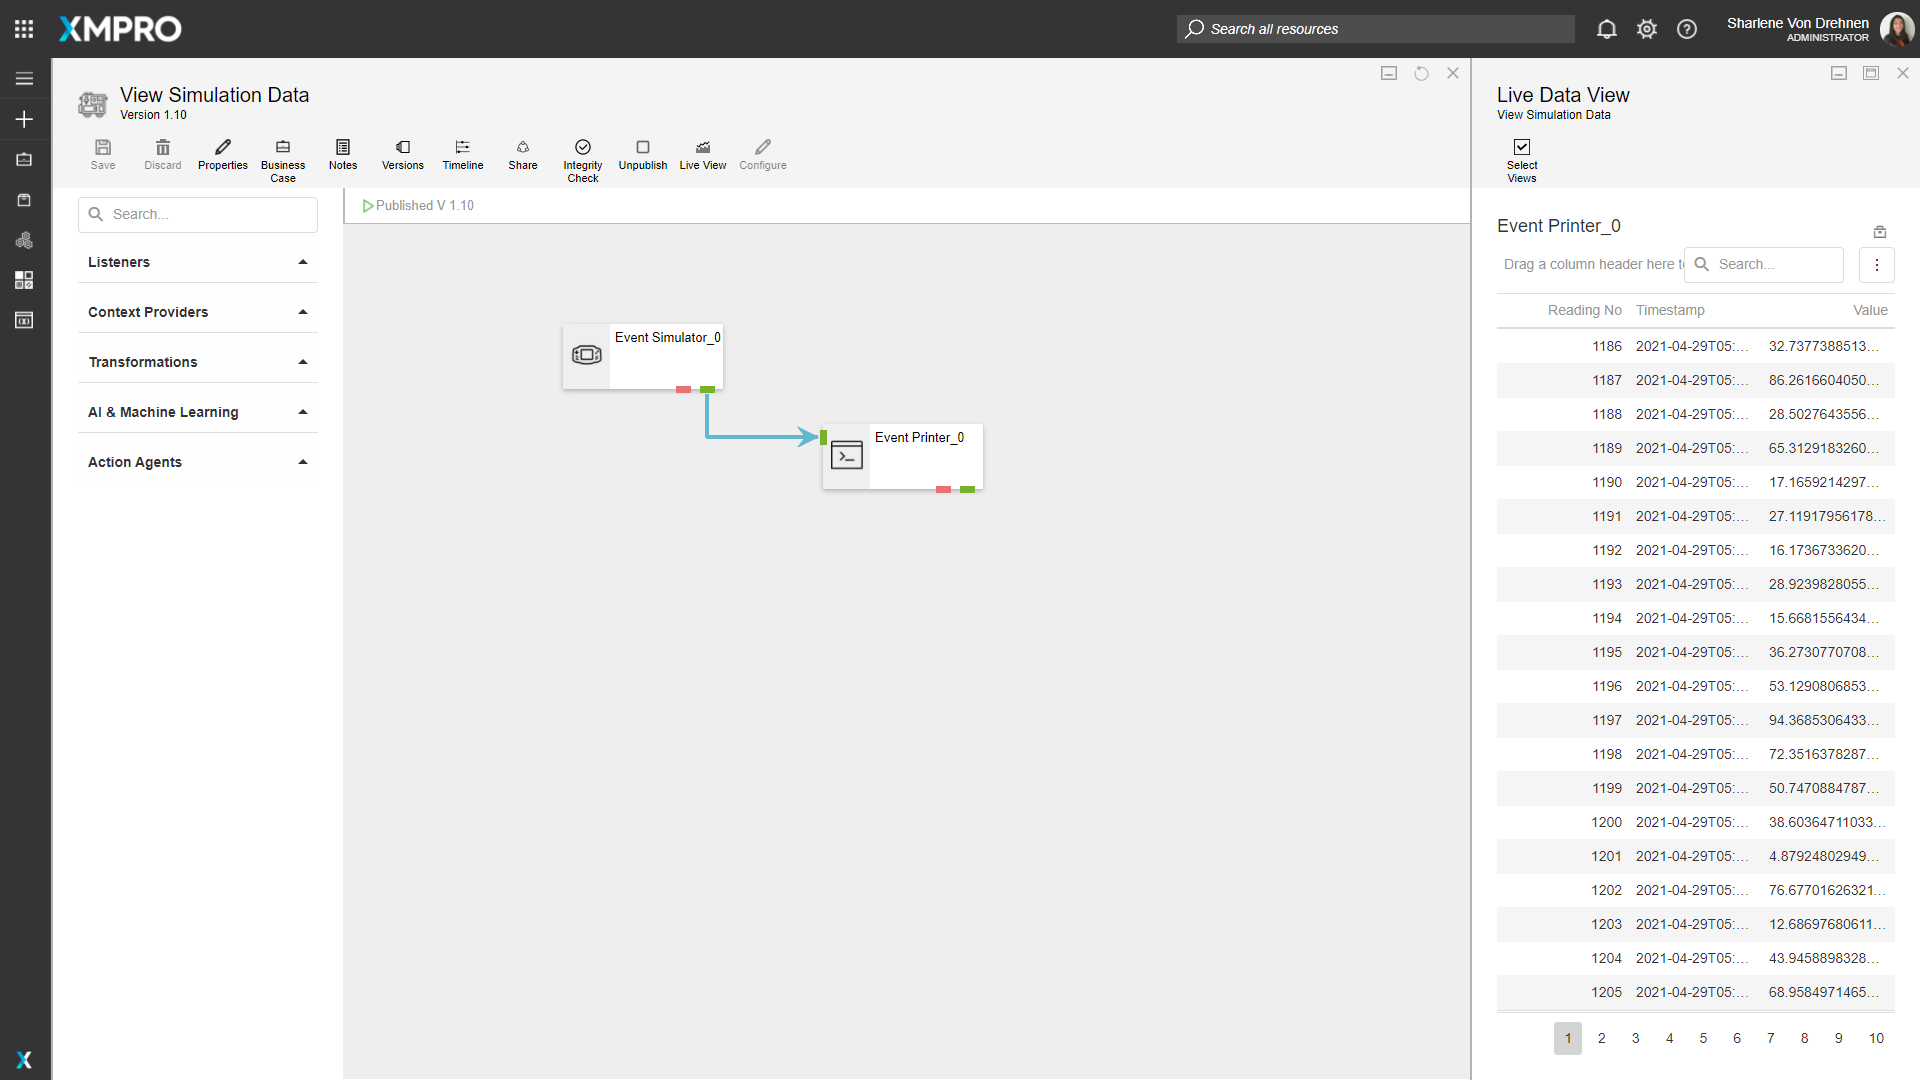 XMPRO
Search all resources
Sharlene Von Drehnen
ADMINISTRATOR
View Simulation Data
Version 1.10
Save
Discard
Properties
Business
Case
Notes
Versions
Timeline
Share
Integrity
Check
Unpublish
Live View
Configure
Search...
Listeners
Context Providers
Transformations
AI & Machine Learning
Action Agents
Published V 1.10
Event Simulator_0
Event Printer_0
Live Data View
View Simulation Data
Select
Views
Event Printer_0
Drag a column header here t
Search...
Reading No Timestamp Value
1186 2021-04-29T05:... 32.7377388513...
1187 2021-04-29T05:... 86.2616604050...
1188 2021-04-29T05:... 28.5027643556...
1189 2021-04-29T05:... 65.3129183260...
1190 2021-04-29T05:... 17.1659214297...
1191 2021-04-29T05:... 27.11917956178...
1192 2021-04-29T05:... 16.1736733620...
1193 2021-04-29T05:... 28.9239828055...
1194 2021-04-29T05:... 15.6681556434...
1195 2021-04-29T05:... 36.2730770708...
1196 2021-04-29T05:... 53.1290806853...
1197 2021-04-29T05:... 94.3685306433...
1198 2021-04-29T05:... 72.3516378287...
1199 2021-04-29T05:... 50.7470884787...
1200 2021-04-29T05:... 38.60364711033...
1201 2021-04-29T05:... 4.87924802949...
1202 2021-04-29T05:... 76.67701626321...
1203 2021-04-29T05:... 12.68697680611...
1204 2021-04-29T05:... 43.9458898328...
1205 2021-04-29T05:... 68.9584971465...
1 2 3 4 5 6 7 8 9 10